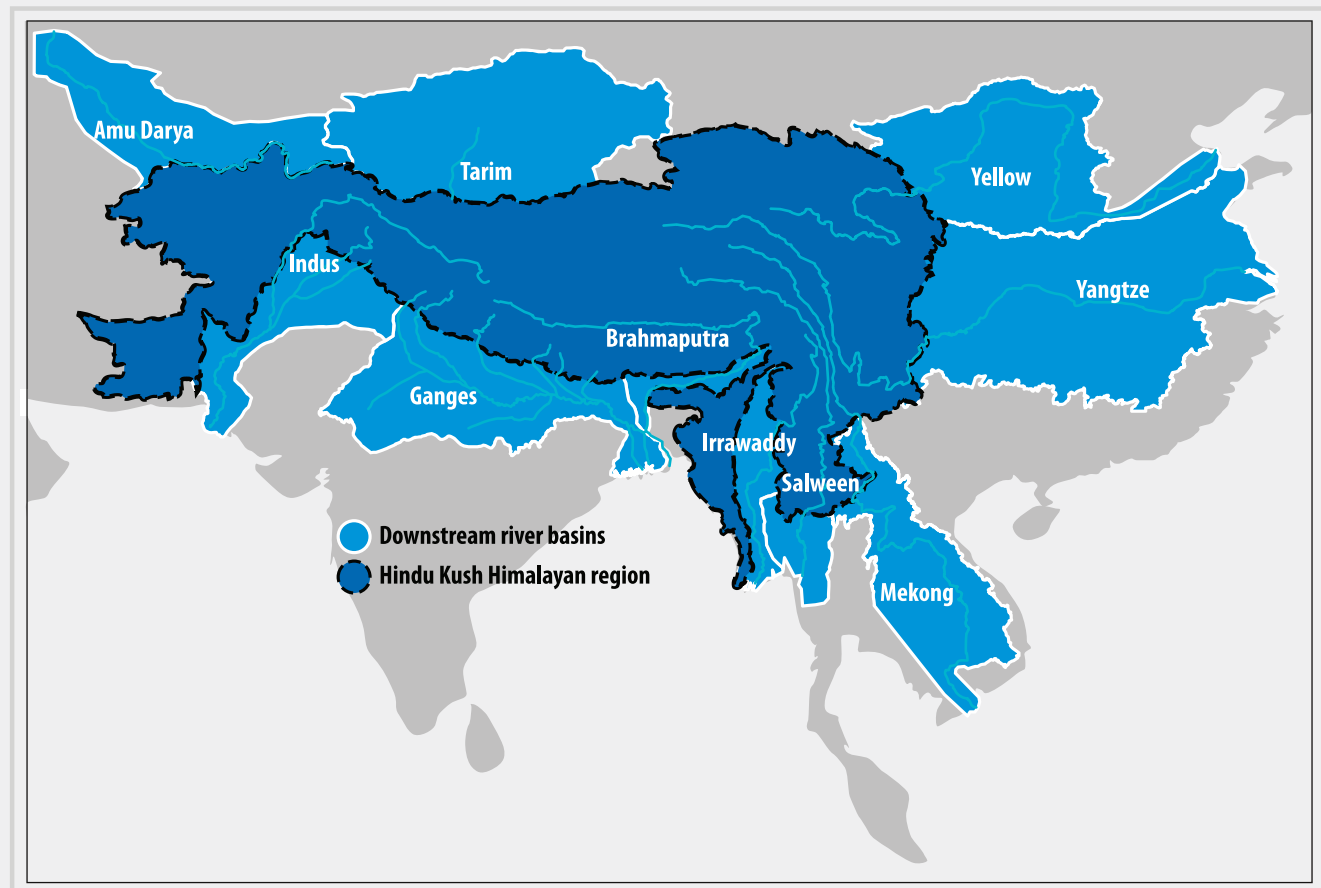 Amu Darya
Tarim
Yellow
Indus
Yangtze
Brahmaputra
Ganges
Irrawaddy
Salween
Downstream river basins
Hindu Kush Himalayan region
Mekong